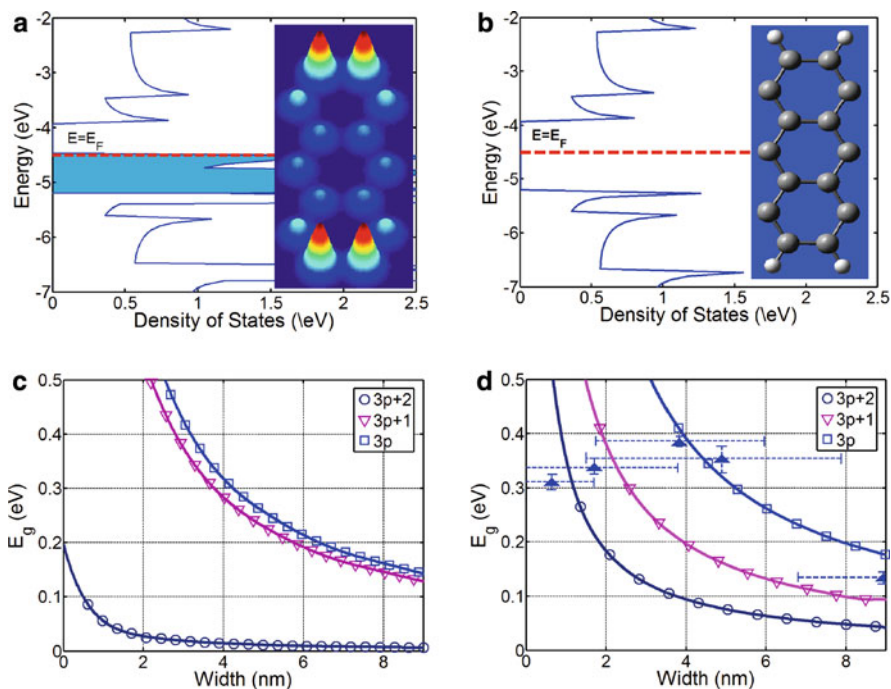 a
-2
-3
-4
-5
-6
-7
Energy (eV)
E=E_F
0
0.5
1
1.5
2
2.5
Density of States (\eV)
b
-2
-3
-4
-5
-6
-7
Energy (eV)
E=E_F
0
0.5
1
1.5
2
2.5
Density of States (\eV)
c
0.5
0.4
0.3
0.2
0.1
0
E_g (eV)
3p+2
3p+1
3p
0
2
4
6
8
Width (nm)
d
0.5
0.4
0.3
0.2
0.1
0
E_g (eV)
3p+2
3p+1
3p
0
2
4
6
8
Width (nm)